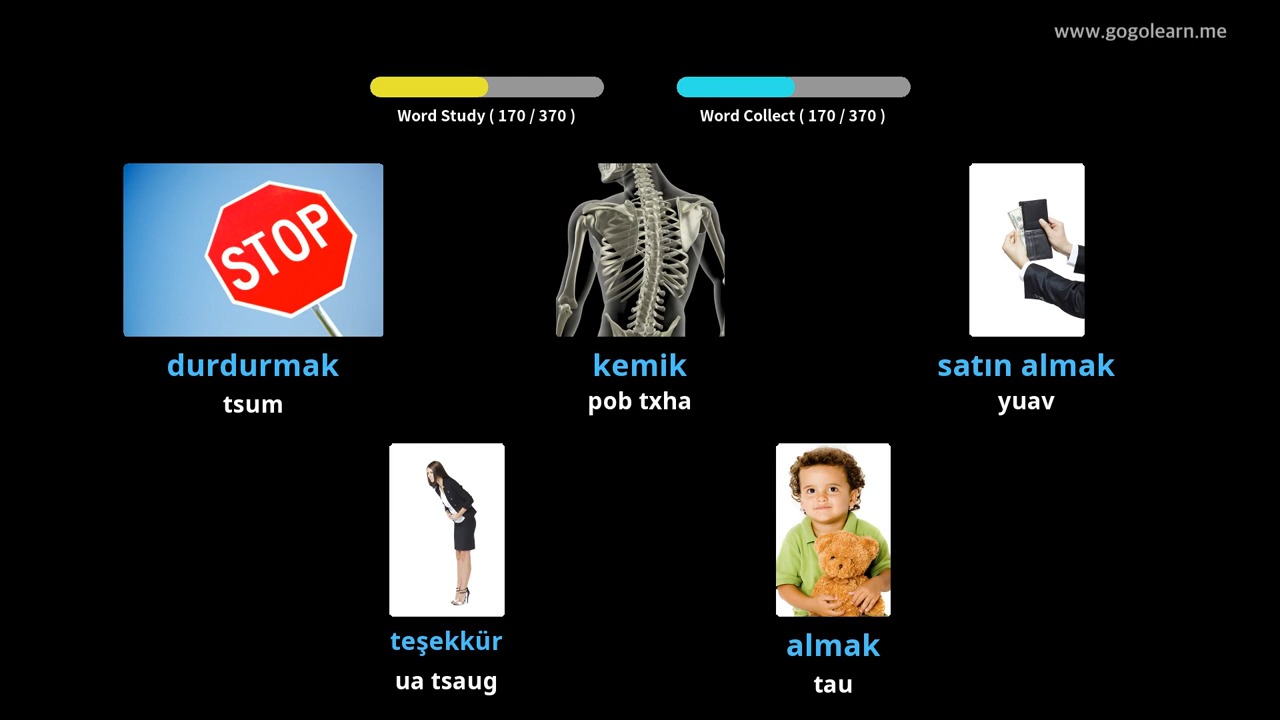 www.gogolearn.me
Word Study ( 170 / 370 )
Word Collect ( 170 / 370 )
STOP
durdurmak
tsum
kemik
pob txha
satın almak
yuav
teşekkür
ua tsaug
almak
tau